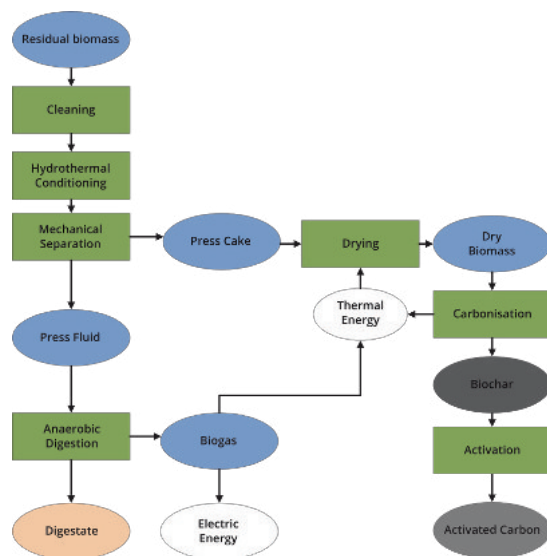 Residual biomass
Cleaning
Hydrothermal
Conditioning
Mechanical
Separation
Press Cake
Drying
Dry
Biomass
Thermal
Energy
Carbonisation
Press Fluid
Biochar
Anaerobic
Digestion
Biogas
Activation
Digestate
Electric
Energy
Activated Carbon